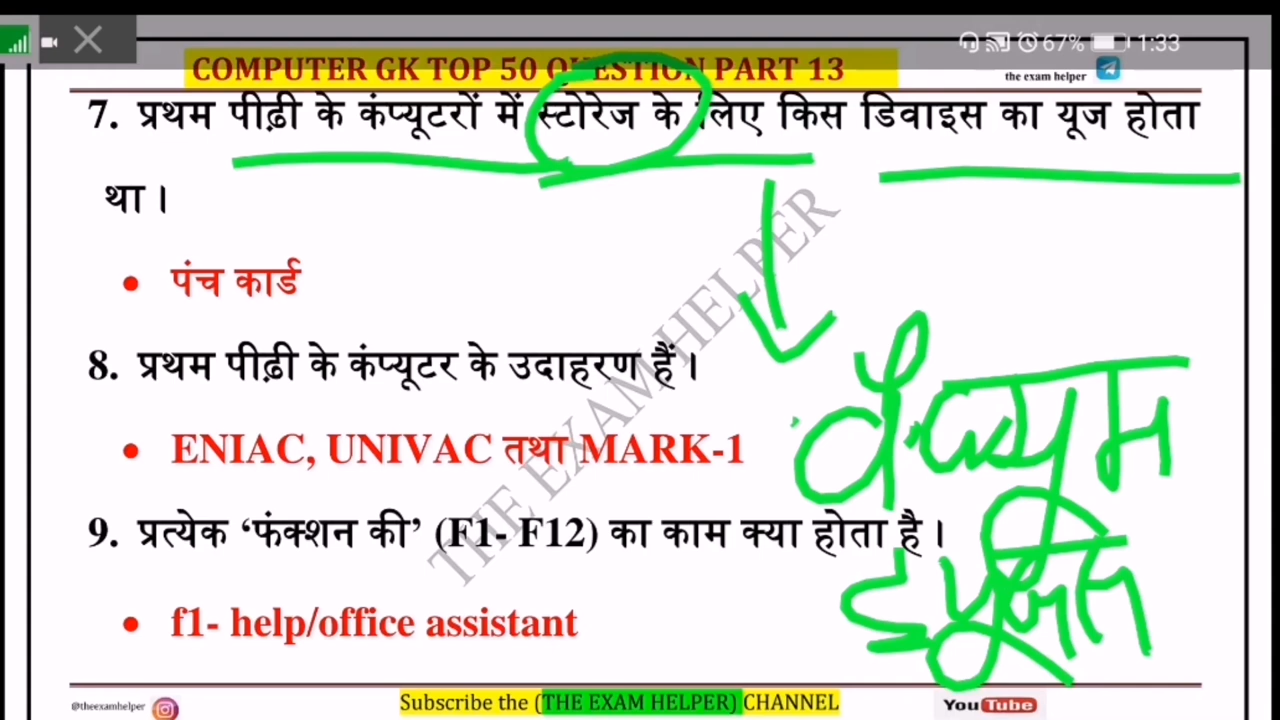 67% 1:33
COMPUTER GK TOP 50 QUESTION PART 13
the exam helper
7. प्रथम पीढ़ी के कंप्यूटरों में स्टोरेज के लिए किस डिवाइस का यूज होता
था।
• पंच कार्ड
8. प्रथम पीढ़ी के कंप्यूटर के उदाहरण हैं।
• ENIAC, UNIVAC तथा MARK-1
9. प्रत्येक ‘फंक्शन की’ (F1- F12) का काम क्या होता है।
• f1- help/office assistant
वैक्यूम
THE EXAM HELPER
@theexamhelper
Subscribe the (THE EXAM HELPER) CHANNEL
YouTube